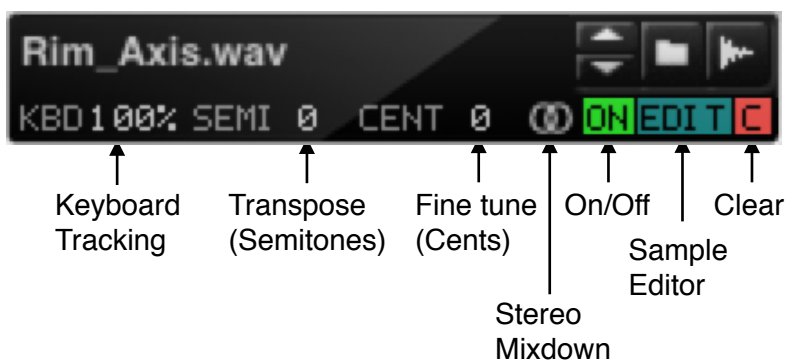 Rim_Axis.wav
KBD 100% SEMI 0 CENT 0 ON EDIT C
Keyboard Tracking
Transpose (Semitones)
Fine tune (Cents)
On/Off
Clear
Sample Editor
Stereo Mixdown